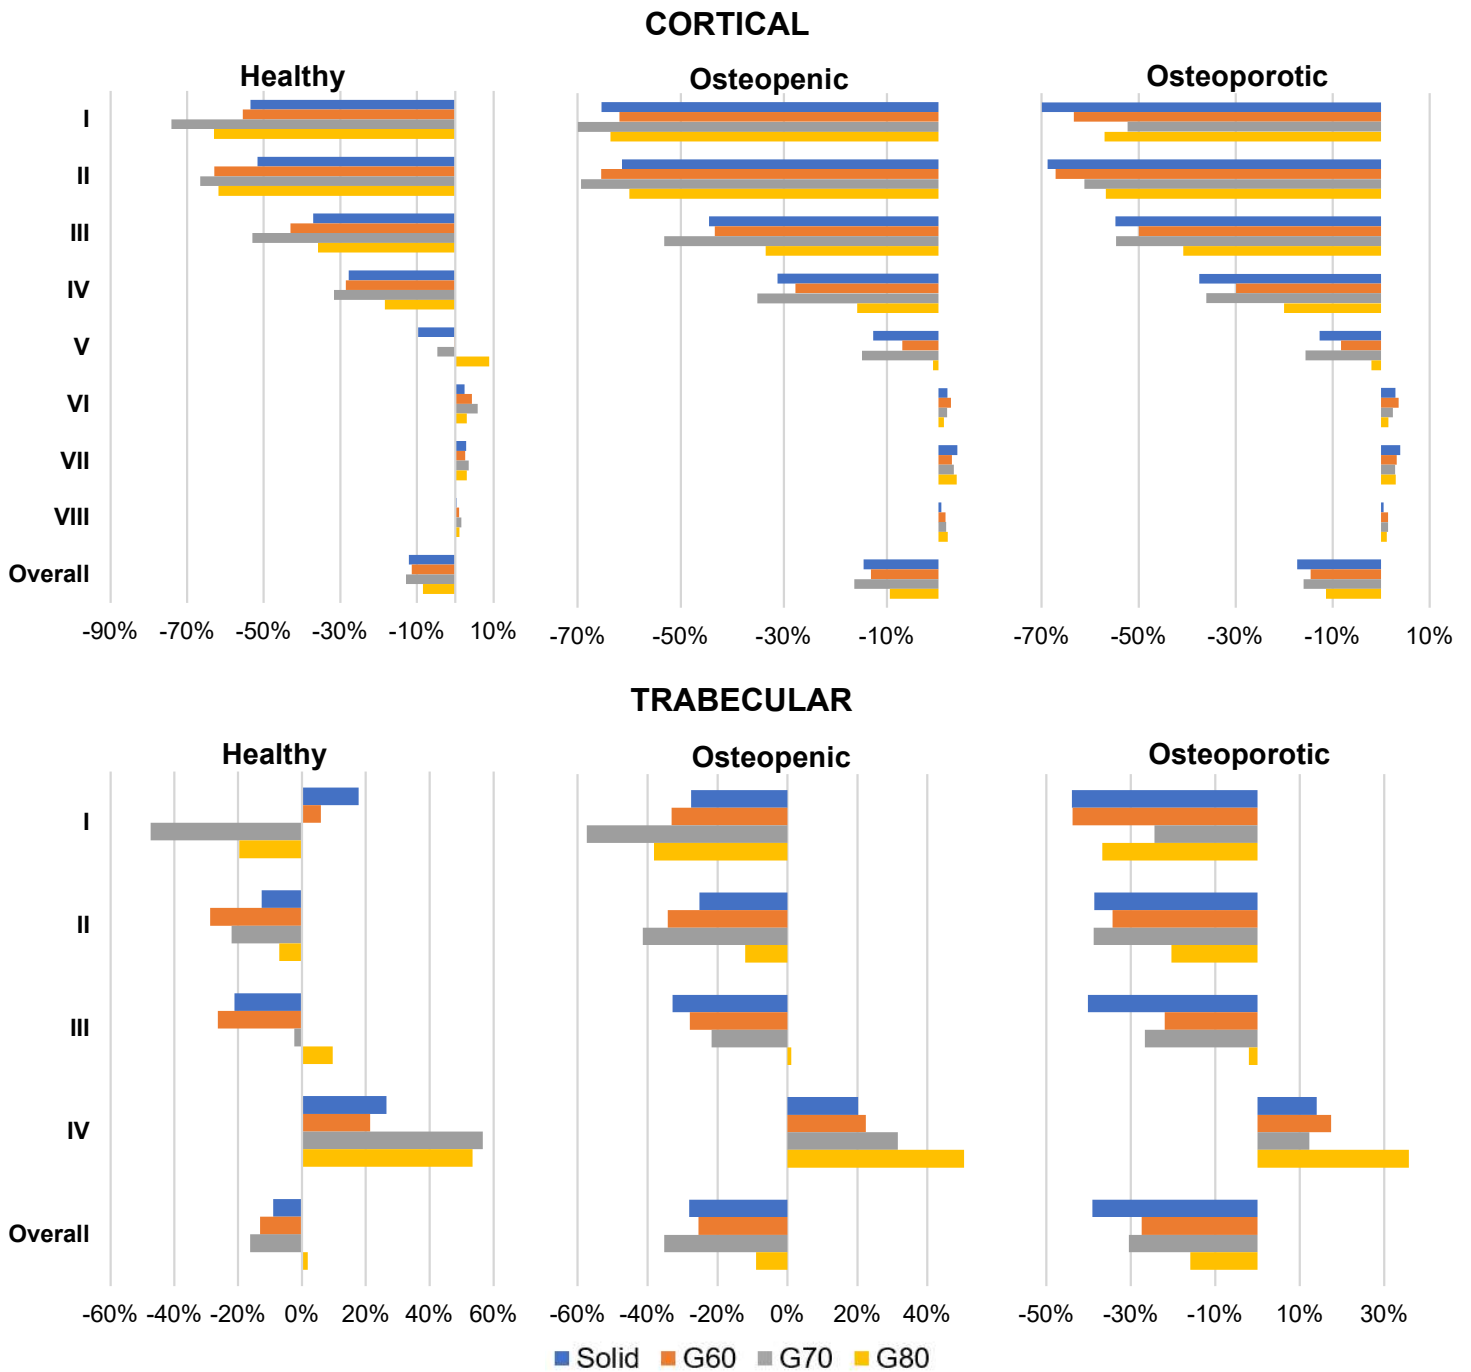 CORTICAL
Healthy
Osteopenic
Osteoporotic
I
II
III
IV
V
VI
VII
VIII
Overall
-90% -70% -50% -30% -10% 10%
-70% -50% -30% -10%
-70% -50% -30% -10% 10%
TRABECULAR
Healthy
Osteopenic
Osteoporotic
I
II
III
IV
Overall
-60% -40% -20% 0% 20% 40% 60%
-60% -40% -20% 0% 20% 40%
-50% -30% -10% 10% 30%
Solid G60 G70 G80